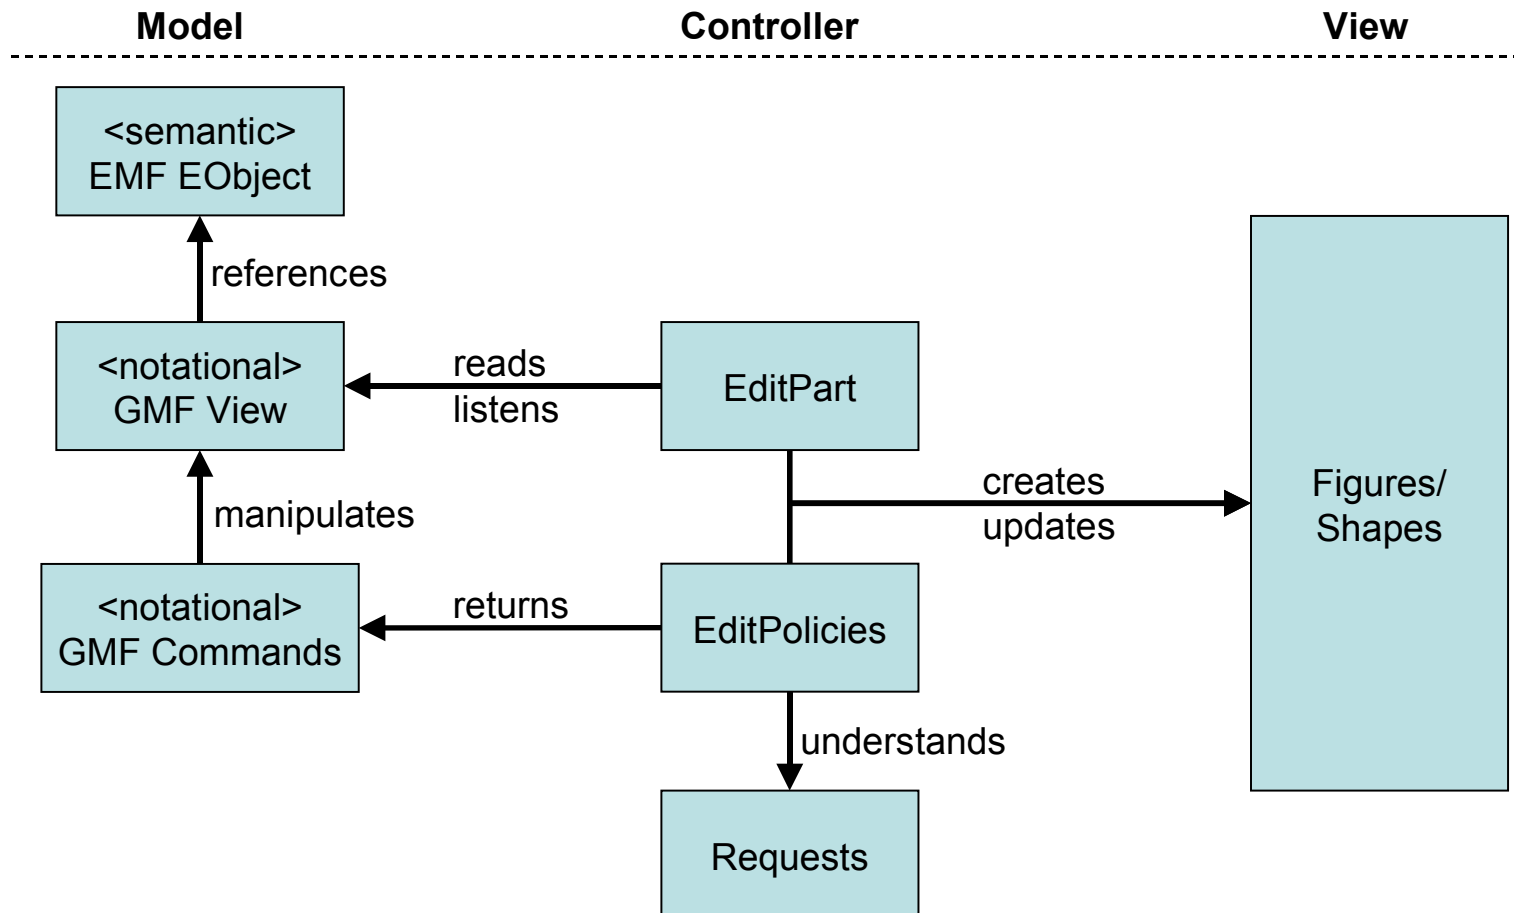 Model
Controller
View
<semantic>
EMF EObject
references
<notational>
GMF View
reads
listens
EditPart
manipulates
creates
updates
Figures/
Shapes
<notational>
GMF Commands
returns
EditPolicies
understands
Requests